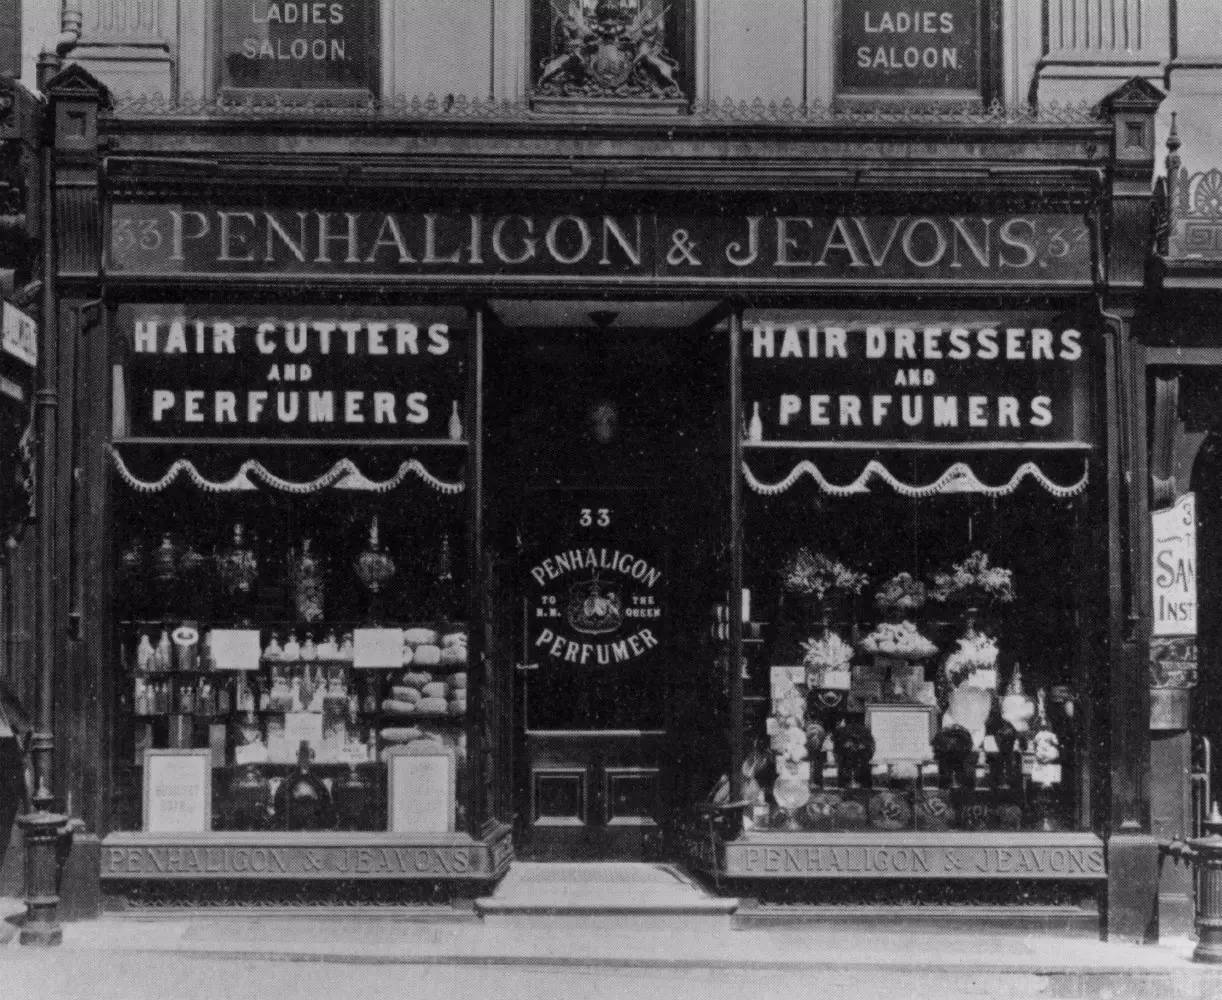 LADIES
SALOON.
LADIES
SALOON.
33 PENHALIGON & JEAVONS. 33
HAIR CUTTERS
AND
PERFUMERS
HAIR DRESSERS
AND
PERFUMERS
33
PENHALIGON
TO THE
H.M. QUEEN
PERFUMER
PENHALIGON & JEAVONS
PENHALIGON & JEAVONS